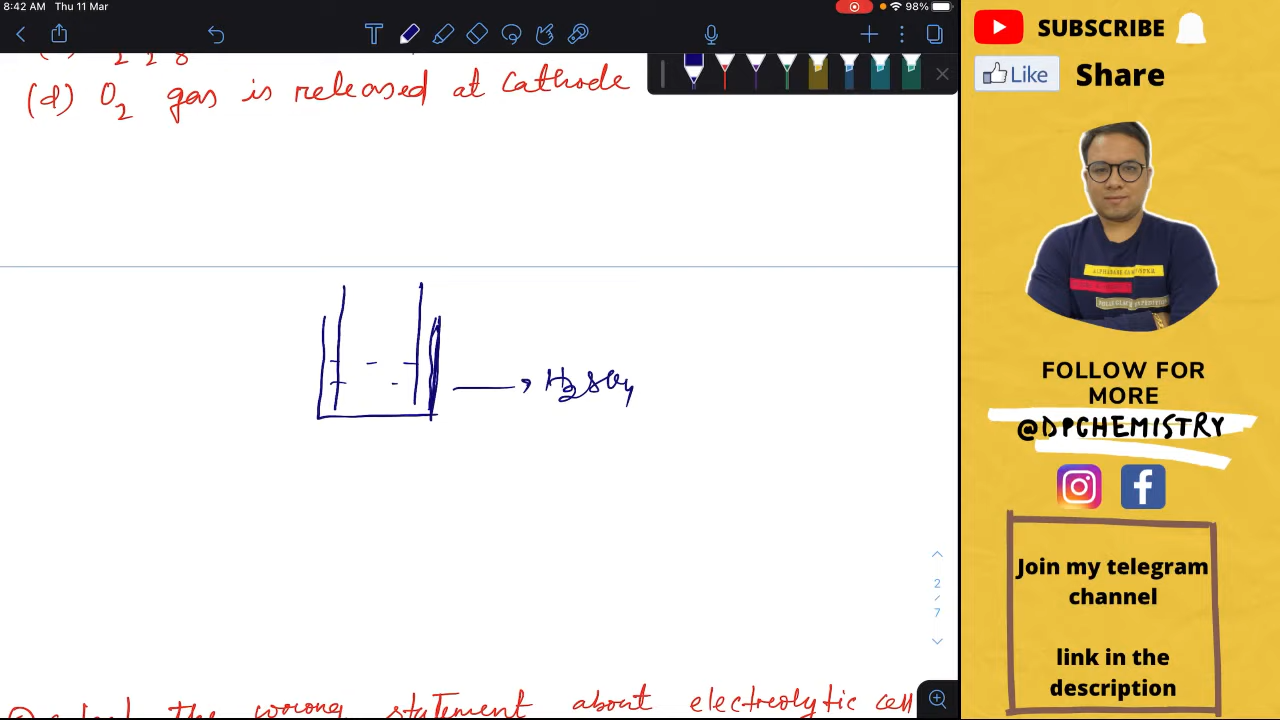 8:42 AM Thu 11 Mar
98%
(d) O2 gas is released at cathode
H2SO4
2
/
7
the wrong statement about electrolytic cell
SUBSCRIBE
Like Share
FOLLOW FOR
MORE
@DPCHEMISTRY
Join my telegram
channel
link in the
description